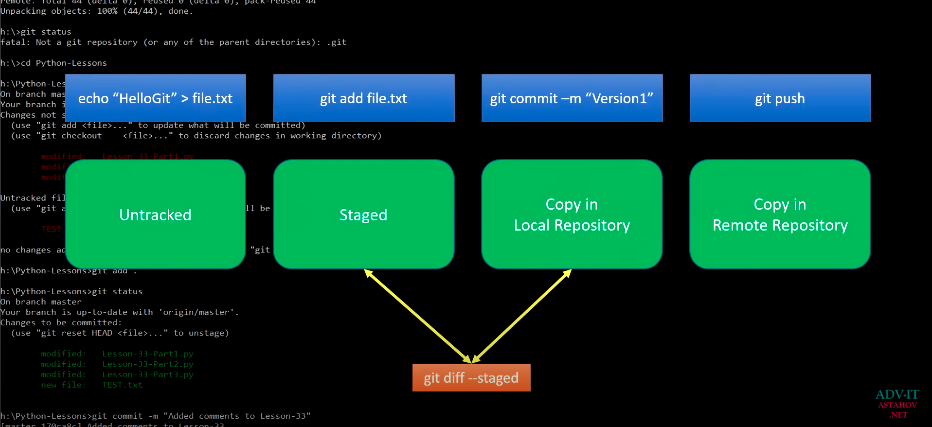 Unpacking objects: 100% (44/44), done.
h:\>git status
fatal: Not a git repository (or any of the parent directories): .git
h:\>cd Python-Lessons
echo “HelloGit” > file.txt
git add file.txt
git commit –m “Version1”
git push
h:\Python-Les
On branch mas
Your branch i
Changes not s
(use "git add <file>..." to update what will be committed)
(use "git checkout <file>..." to discard changes in working directory)
modified: Lesson-33-Part1.py
Untracked
Staged
Copy in
Local Repository
Copy in
Remote Repository
Untracked fil
(use "git a
TEST
no changes ad
"git
h:\Python-Lessons>git add .
h:\Python-Lessons>git status
On branch master
Your branch is up-to-date with 'origin/master'.
Changes to be committed:
(use "git reset HEAD <file>..." to unstage)
modified: Lesson-33-Part1.py
modified: Lesson-33-Part2.py
modified: Lesson-33-Part3.py
new file: TEST.txt
git diff --staged
h:\Python-Lessons>git commit -m "Added comments to Lesson-33"
ADV-IT
ASTAHOV
.NET